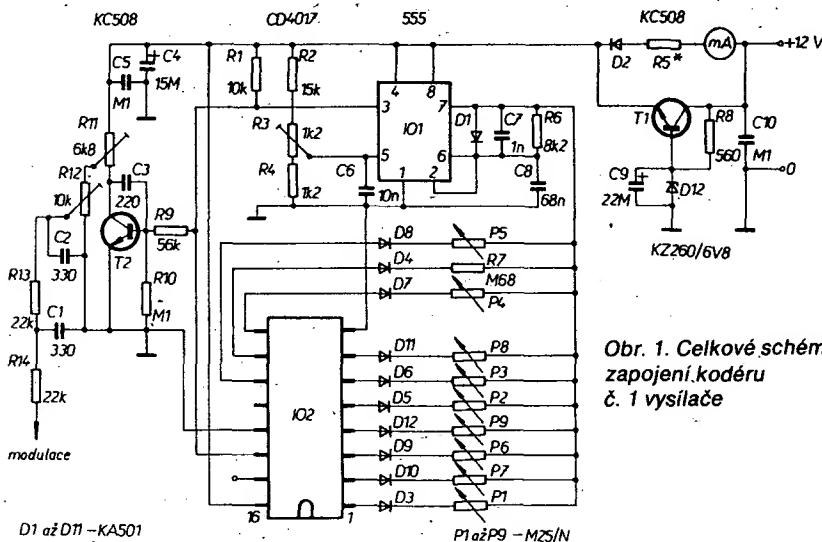 KC508
CD4017
555
KC508
C5
M1
C4
15M
R1
10k
R2
15k
4
8
3
7
IO1
5
6
1
2
D1
C7
1n
R6
8k2
C8
68n
D2
R5*
mA
+12 V
T1
R8
560
C10
M1
0
C9
22M
D12
KZ260/6V8
R11
6k8
R12
10k
C3
220
R3
1k2
R4
1k2
C6
10n
R9
56k
T2
C2
330
R10
M1
R13
22k
C1
330
R14
22k
modulace
D8
P5
D4
R7
M68
D7
P4
D11
P8
D6
P3
D5
P2
D12
P9
D9
P6
D10
P7
D3
P1
IO2
16
1
Obr. 1. Celkové schém
zapojení kodéru
č. 1 vysílače
D1 až D11 – KA501
P1 až P9 – M25/N